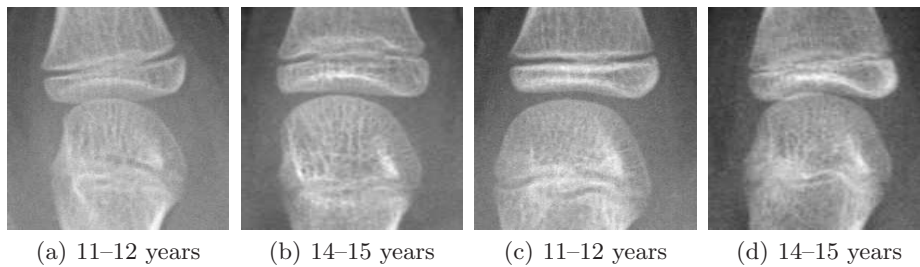 (a) 11–12 years
(b) 14–15 years
(c) 11–12 years
(d) 14–15 years